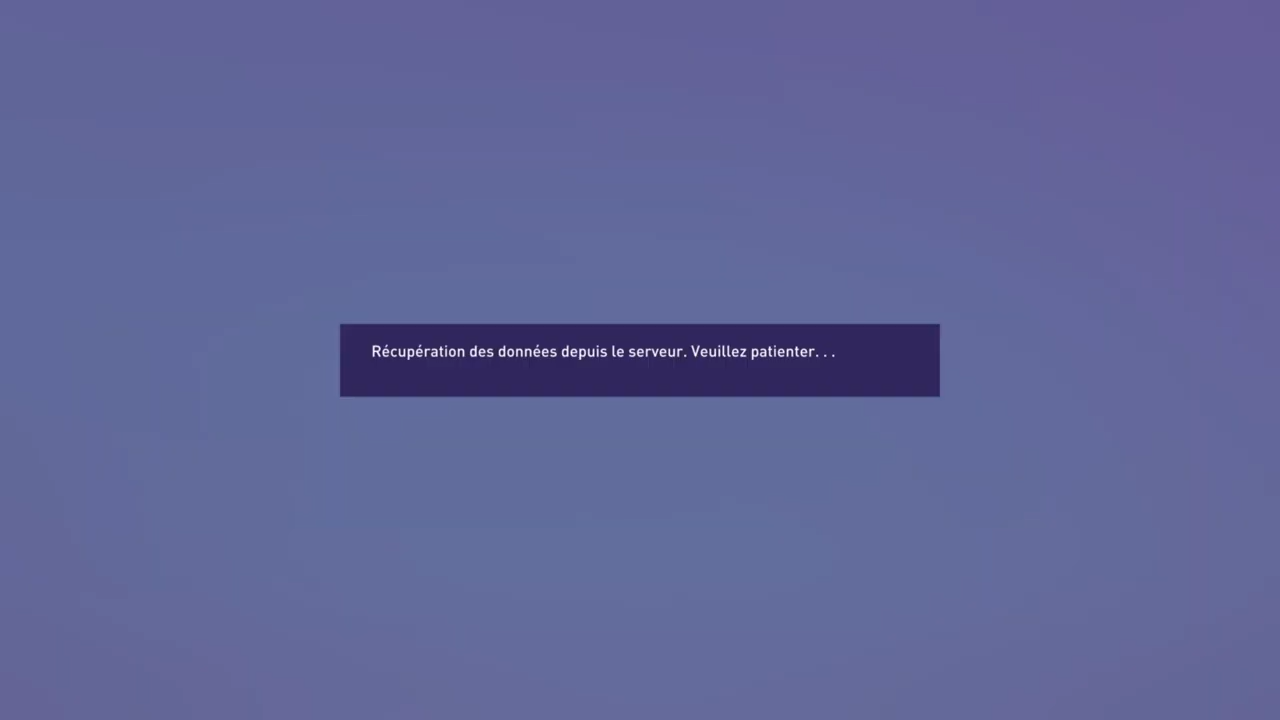 Récupération des données depuis le serveur. Veuillez patienter. . .